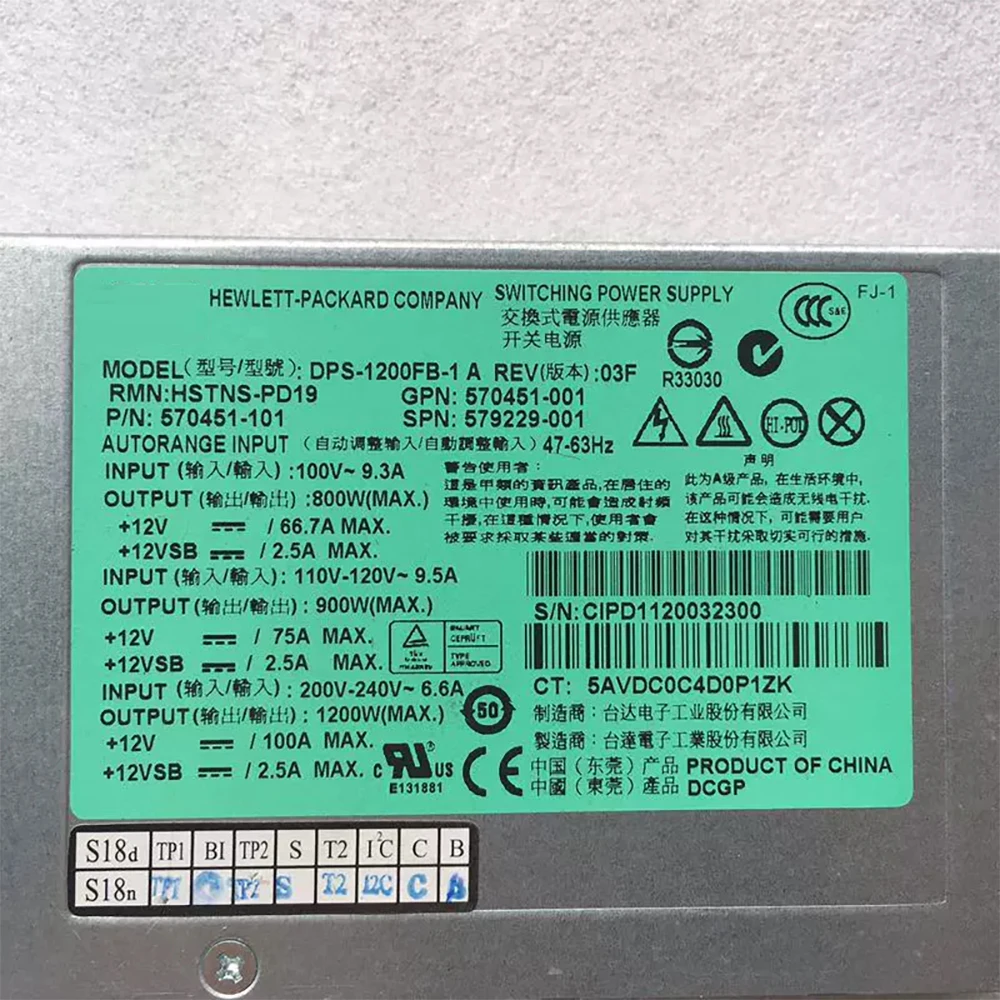 HEWLETT-PACKARD COMPANY SWITCHING POWER SUPPLY
交換式電源供應器
开关电源
S&E
FJ-1
R33030
MODEL(型号/型號): DPS-1200FB-1 A REV(版本):03F
RMN:HSTNS-PD19 GPN: 570451-001
P/N: 570451-101 SPN: 579229-001
AUTORANGE INPUT (自动调整输入/自動調整輸入) 47-63Hz
HI-POT
INPUT (输入/輸入) :100V~ 9.3A
OUTPUT (输出/輸出) :800W(MAX.)
+12V / 66.7A MAX.
+12VSB / 2.5A MAX.
警告使用者:
這是甲類的資訊產品,在居住的
環境中使用時,可能會造成射頻
干擾,在這種情況下,使用者會
被要求採取某些適當的對策.
声明
此为A级产品, 在生活环境中,
该产品可能会造成无线电干扰.
在这种情况下, 可能需要用户
对其干扰采取切实可行的措施.
INPUT (输入/輸入) : 110V-120V~ 9.5A
OUTPUT (输出/輸出) : 900W(MAX.)
+12V / 75A MAX.
+12VSB / 2.5A MAX.
GEPRÜFT
TYPE
APPROVED
S/N:CIPD1120032300
CT: 5AVDC0C4D0P1ZK
INPUT (输入/輸入) : 200V-240V~ 6.6A
OUTPUT (输出/輸出) : 1200W(MAX.)
+12V / 100A MAX.
+12VSB / 2.5A MAX.
50
C UR US
®
E131881
CE
制造商: 台达电子工业股份有限公司
製造商: 台達電子工業股份有限公司
中国 (东莞) 产品 PRODUCT OF CHINA
中國 (東莞) 產品 DCGP
S18d TP1 BI TP2 S T2 I²C C B
S18n TP1 S T2 I2C C